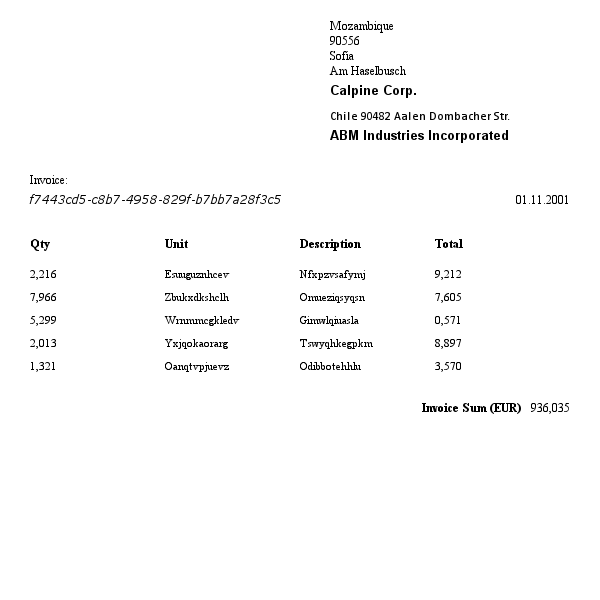 Mozambique
90556
Sofia
Am Haselbusch
Calpine Corp.
Chile 90482 Aalen Dombacher Str.
ABM Industries Incorporated
Invoice:
f7443cd5-c8b7-4958-829f-b7bb7a28f3c5 01.11.2001
Qty Unit Description Total
2,216 Esuuguznhcev Nfxpzvsafymj 9,212
7,966 Zbukxdkshclh Omueziqsyqsn 7,605
5,299 Wrnmmcgkledv Gimwlqiuasla 0,571
2,013 Yxjqokaorarg Tswyqhkegpkm 8,897
1,321 Oanqtvpjuevz Odibbotehhlu 3,570
Invoice Sum (EUR) 936,035